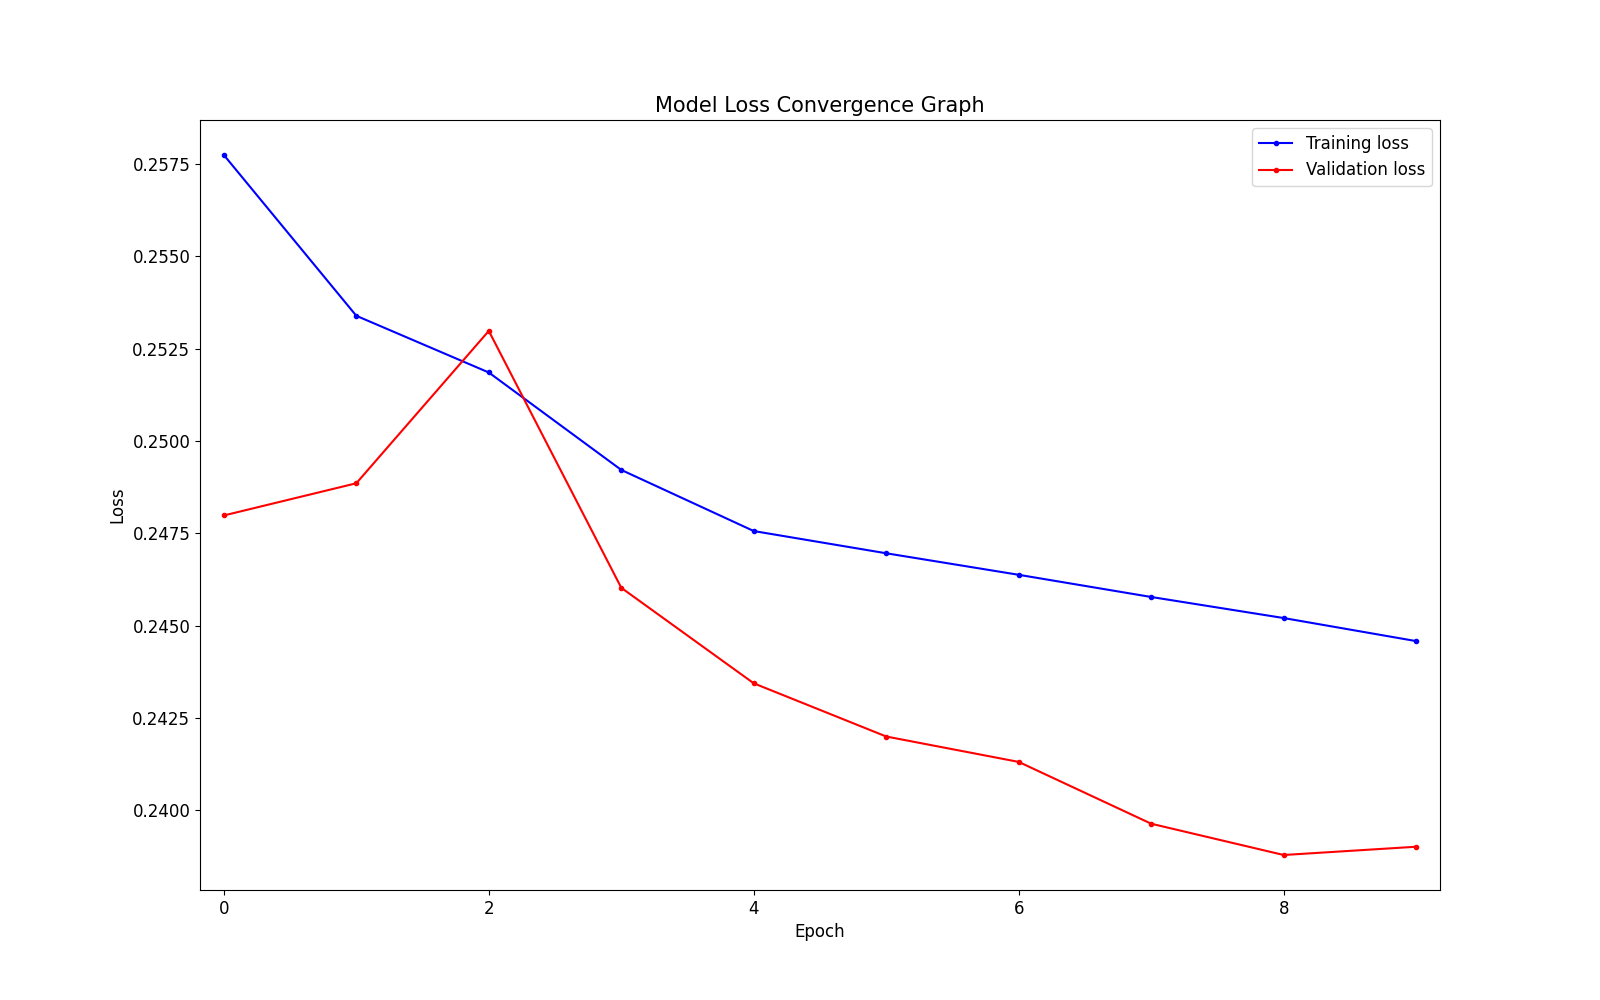 Model Loss Convergence Graph
Training loss
Validation loss
0.2575
0.2550
0.2525
0.2500
0.2475
0.2450
0.2425
0.2400
Loss
0
2
4
6
8
Epoch